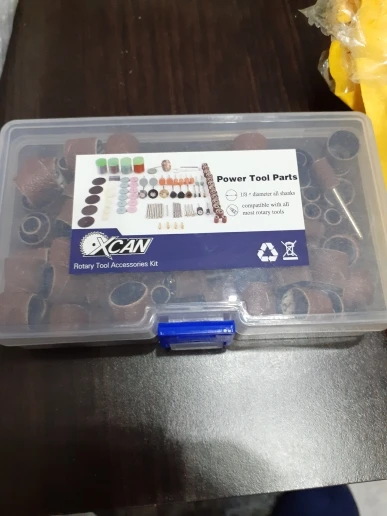 Power Tool Parts
1/8 " diameter all shanks
compatible with all
most rotary tools
XCAN
Rotary Tool Accessories Kit